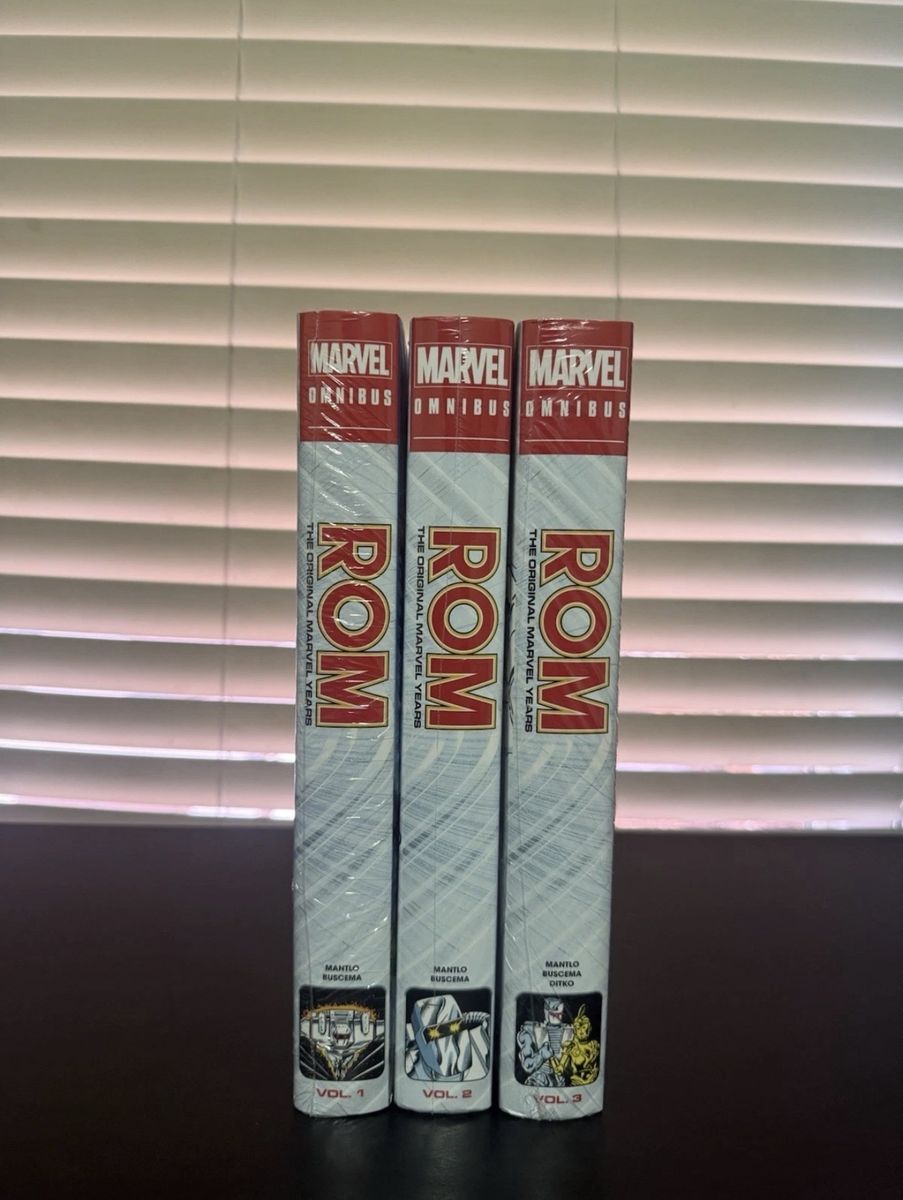 MARVEL
OMNIBUS
ROM
THE ORIGINAL MARVEL YEARS
MANTLO
BUSCEMA
VOL. 1
MARVEL
OMNIBUS
ROM
THE ORIGINAL MARVEL YEARS
MANTLO
BUSCEMA
VOL. 2
MARVEL
OMNIBUS
ROM
THE ORIGINAL MARVEL YEARS
MANTLO
BUSCEMA
DITKO
VOL. 3